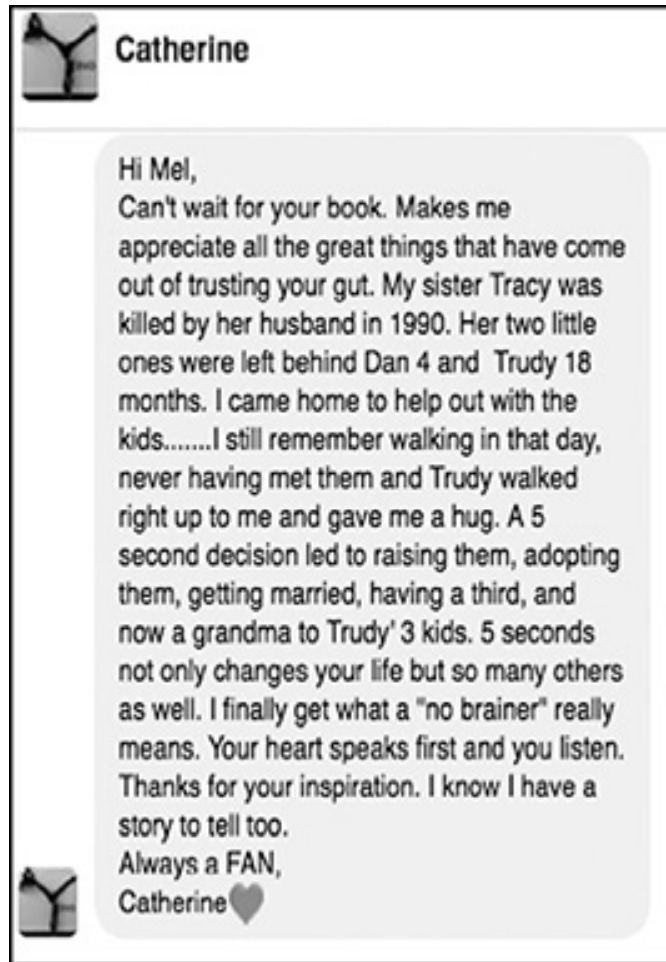 Catherine
Hi Mel,
Can't wait for your book. Makes me
appreciate all the great things that have come
out of trusting your gut. My sister Tracy was
killed by her husband in 1990. Her two little
ones were left behind Dan 4 and  Trudy 18
months. I came home to help out with the
kids.......I still remember walking in that day,
never having met them and Trudy walked
right up to me and gave me a hug. A 5
second decision led to raising them, adopting
them, getting married, having a third, and
now a grandma to Trudy' 3 kids. 5 seconds
not only changes your life but so many others
as well. I finally get what a "no brainer" really
means. Your heart speaks first and you listen.
Thanks for your inspiration. I know I have a
story to tell too.
Always a FAN,
Catherine